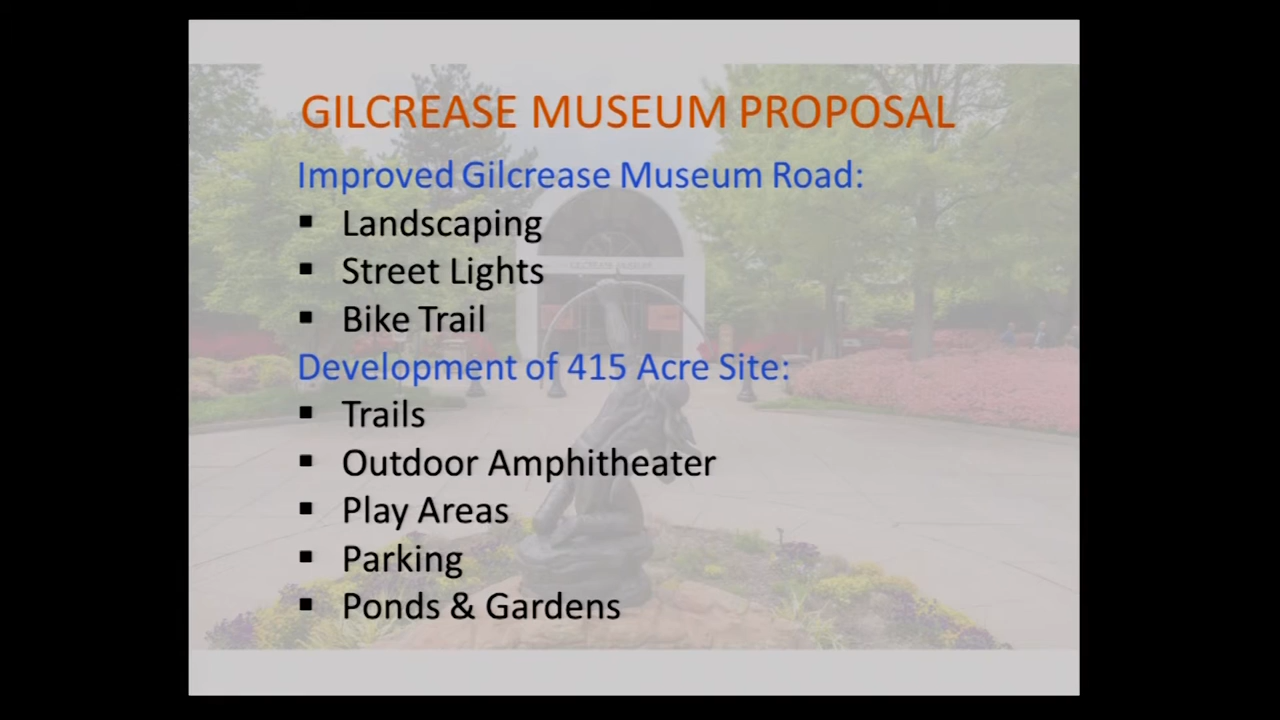 GILCREASE MUSEUM PROPOSAL
Improved Gilcrease Museum Road:
▪ Landscaping
▪ Street Lights
▪ Bike Trail
Development of 415 Acre Site:
▪ Trails
▪ Outdoor Amphitheater
▪ Play Areas
▪ Parking
▪ Ponds & Gardens